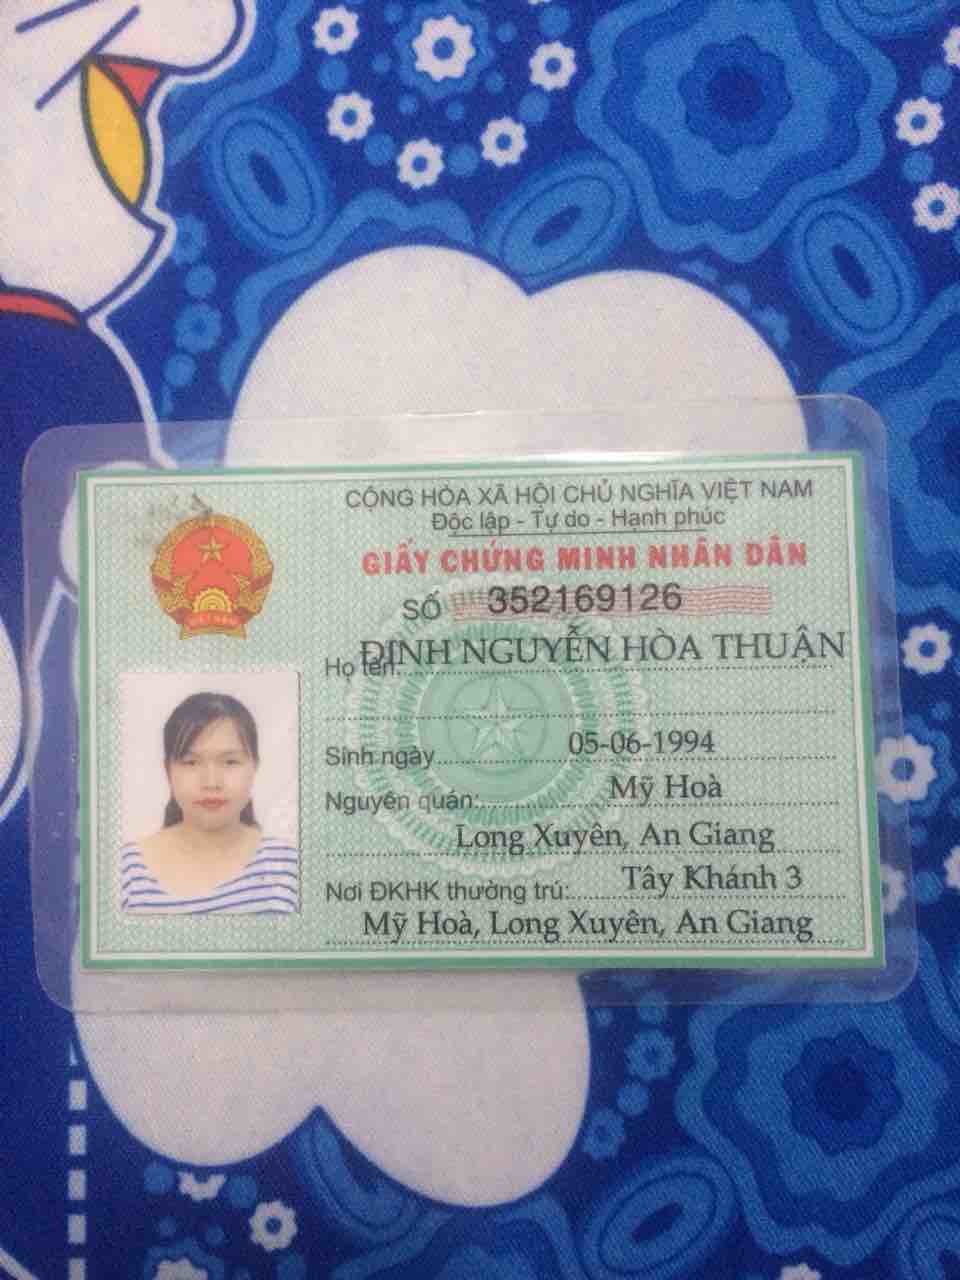 CỘNG HÒA XÃ HỘI CHỦ NGHĨA VIỆT NAM
Độc lập - Tự do - Hạnh phúc
GIẤY CHỨNG MINH NHÂN DÂN
SỐ 352169126
Họ tên: ĐINH NGUYỄN HÒA THUẬN
Sinh ngày 05-06-1994
Nguyên quán: Mỹ Hoà
Long Xuyên, An Giang
Nơi ĐKHK thường trú: Tây Khánh 3
Mỹ Hoà, Long Xuyên, An Giang